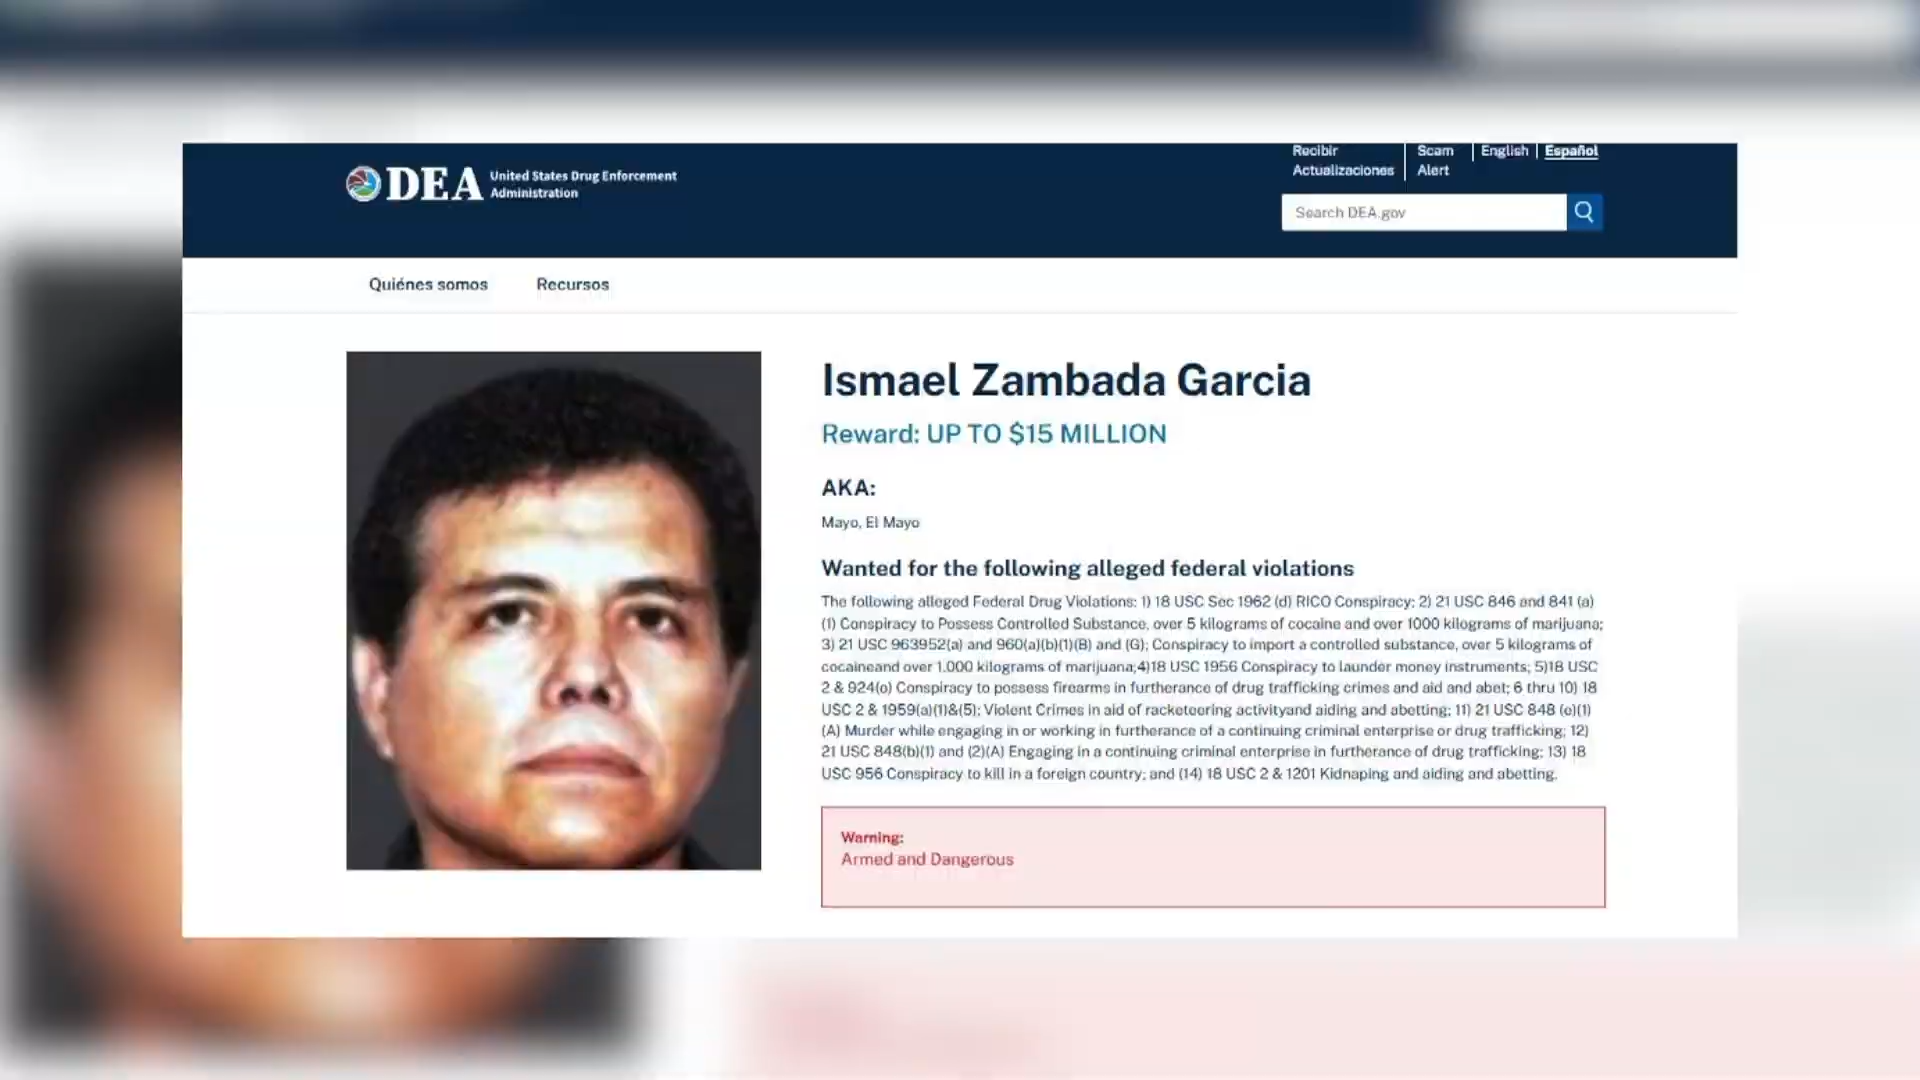 DEA
United States Drug Enforcement
Administration
Recibir
Actualizaciones
Scam
Alert
English
Español
Search DEA.gov
Quiénes somos
Recursos
Ismael Zambada Garcia
Reward: UP TO $15 MILLION
AKA:
Mayo, El Mayo
Wanted for the following alleged federal violations
The following alleged Federal Drug Violations: 1) 18 USC Sec 1962 (d) RICO Conspiracy; 2) 21 USC 846 and 841 (a)
(1) Conspiracy to Possess Controlled Substance, over 5 kilograms of cocaine and over 1000 kilograms of marijuana;
3) 21 USC 963952(a) and 960(a)(b)(1)(B) and (G); Conspiracy to import a controlled substance, over 5 kilograms of
cocaineand over 1.000 kilograms of marijuana;4)18 USC 1956 Conspiracy to launder money instruments; 5)18 USC
2 & 924(o) Conspiracy to possess firearms in furtherance of drug trafficking crimes and aid and abet; 6 thru 10) 18
USC 2 & 1959(a)(1)&(5); Violent Crimes in aid of racketeering activityand aiding and abetting; 11) 21 USC 848 (e)(1)
(A) Murder while engaging in or working in furtherance of a continuing criminal enterprise or drug trafficking; 12)
21 USC 848(b)(1) and (2)(A) Engaging in a continuing criminal enterprise in furtherance of drug trafficking; 13) 18
USC 956 Conspiracy to kill in a foreign country; and (14) 18 USC 2 & 1201 Kidnaping and aiding and abetting.
Warning:
Armed and Dangerous